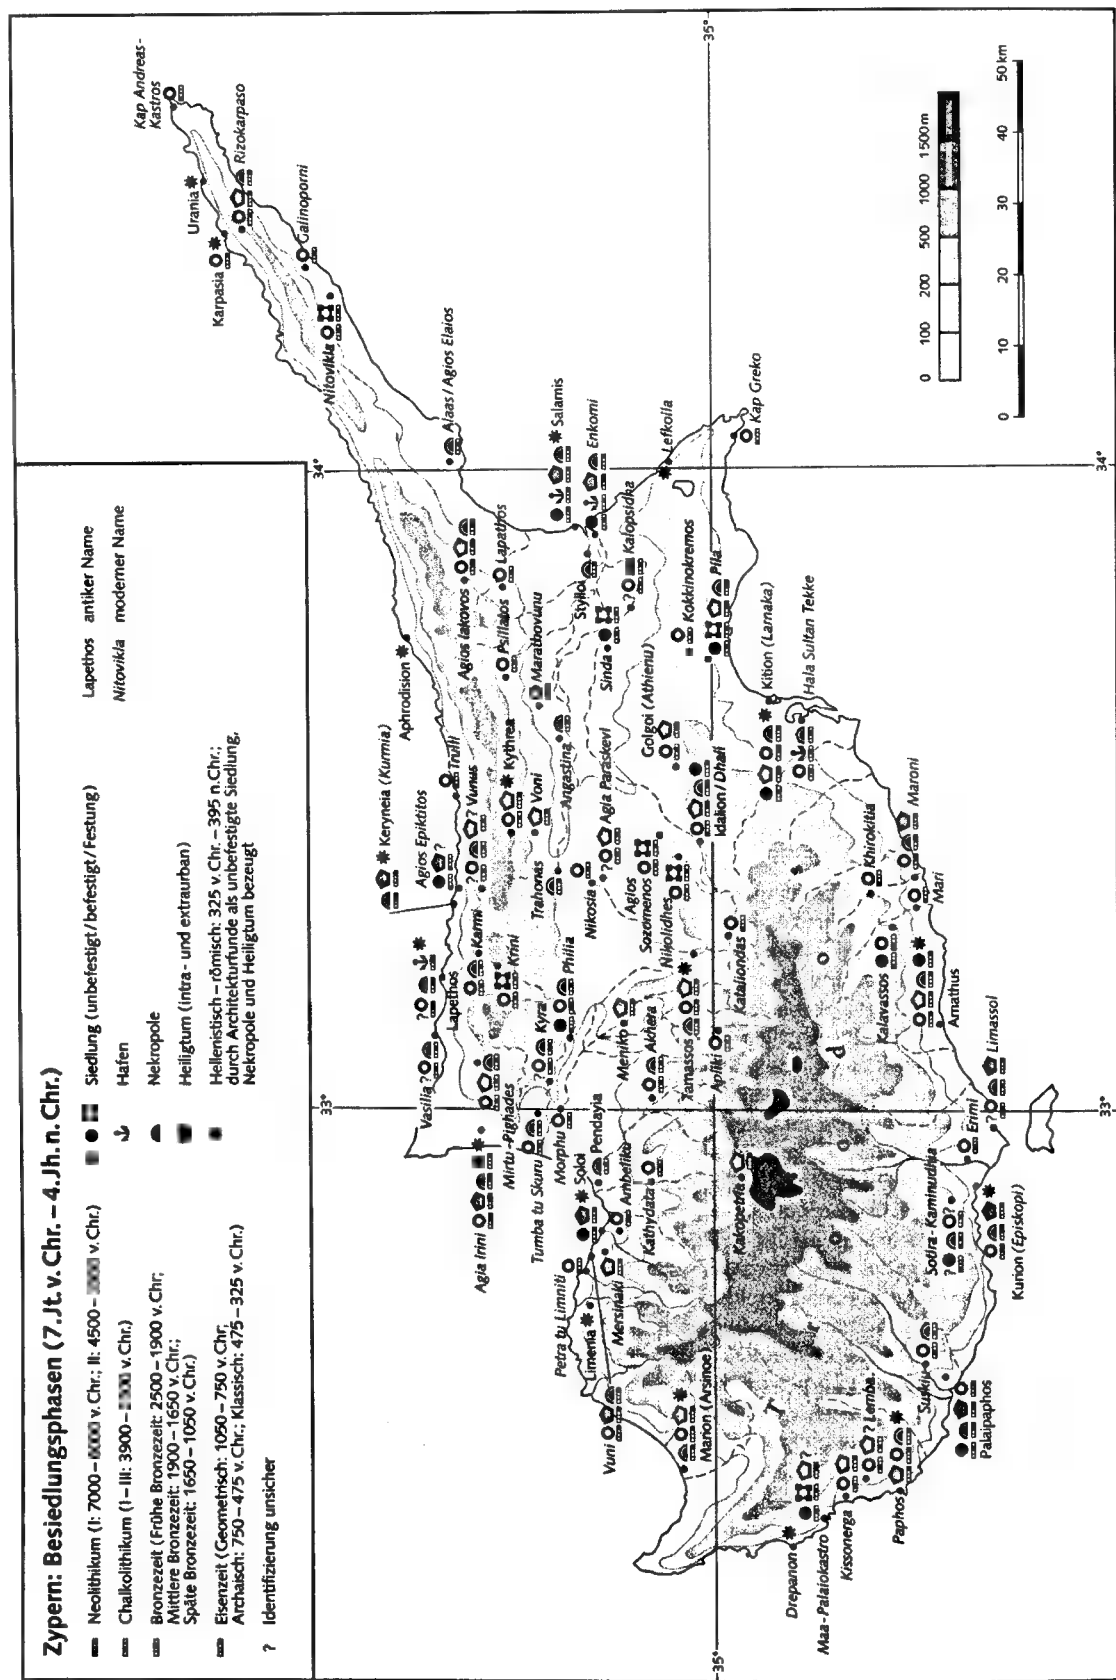 Zypern: Besiedlungsphasen (7. Jt. v. Chr. – 4. Jh. n. Chr.)
Neolithikum (I: 7000– v. Chr.; II: 4500– v. Chr.)
Chalkolithikum (I–III: 3900– v. Chr.)
Bronzezeit (Frühe Bronzezeit: 2500–1900 v. Chr;
Mittlere Bronzezeit: 1900–1650 v. Chr.;
Späte Bronzezeit: 1650–1050 v. Chr.)
Eisenzeit (Geometrisch: 1050–750 v. Chr;
Archaisch: 750–475 v. Chr.; Klassisch: 475–325 v. Chr.)
? Identifizierung unsicher
Siedlung (unbefestigt/befestigt/Festung)
Hafen
Nekropole
Heiligtum (intra- und extraurban)
Hellenistisch–römisch: 325 v. Chr.–395 n. Chr.;
durch Architekturfunde als unbefestigte Siedlung,
Nekropole und Heiligtum bezeugt
Lapethos antiker Name
Nitovikla moderner Name
Kap Andreas-
Kastros
Urania
Rizokarpaso
Karpasia
Galinoporni
Nitovikla
Alaas / Agios Elaios
34°
35°
33°
Aphrodision
Keryneia (Kurmia)
Agios Epiktitos
Trulli
Vunus
?
Kythrea
Voni
Agios Iakovos
Psillatos
Lapathos
Marathovunu
Salamis
Enkomi
Stylloi
Kalopsidka
?
Sinda
Lefkolla
Kap Greko
Kokkinokremos
Pila
Kition (Larnaka)
Hala Sultan Tekke
Golgoi (Athienu)
Idalion / Dhali
Angastina
Agia Paraskevi
?
Agios
Sozomenos
Nikolidhes
Nikosia
Trahonas
Lapethos
?
Karmi
Krini
Vasilia ?
Kyra
?
Philia
Agia Irini
Mirtu-Pighades
Tumba tu Skuru
Morphu
Meniko
Akhera
Tamassos
Apliki
Kataliondas
Khirokitia
Maroni
Mari
Kalavassos
Amathus
Limassol
?
Erimi
Soloi
Pendayia
Ambeliku
Kathydata
Kakopetria
Petra tu Limniti
Limenia
Mersinaki
Vuni
Marion (Arsinoe)
Sotira-Kaminudhia
?
?
Kurion (Episkopi)
Suskiu
Palaipaphos
Lemba
?
Paphos
Kissonerga
Maa-Palaiokastro
?
Drepanon
35°
34°
33°
0 100 200 500 1000 1500 m
0 10 20 30 40 50 km